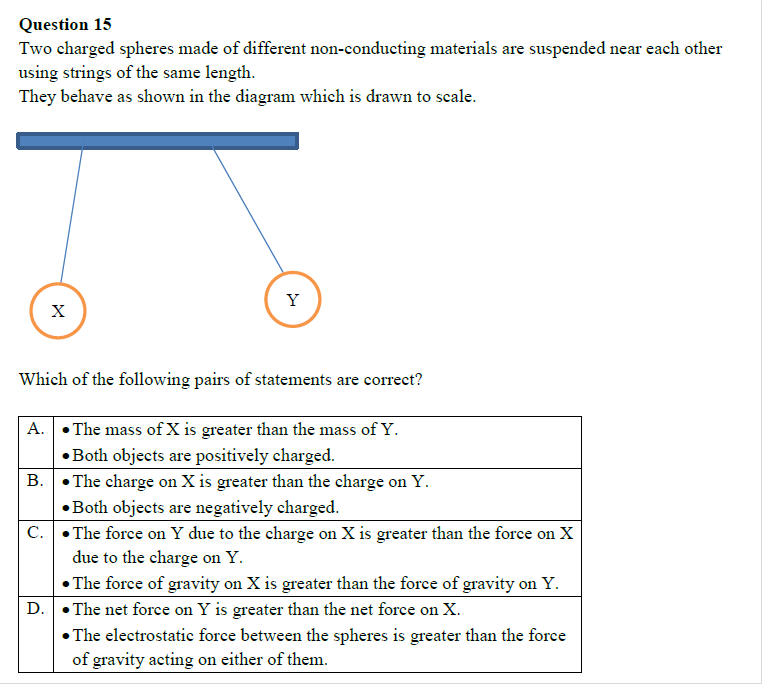 Question 15
Two charged spheres made of different non-conducting materials are suspended near each other
using strings of the same length.
They behave as shown in the diagram which is drawn to scale.
X
Y
Which of the following pairs of statements are correct?
A. • The mass of X is greater than the mass of Y.
• Both objects are positively charged.
B. • The charge on X is greater than the charge on Y.
• Both objects are negatively charged.
C. • The force on Y due to the charge on X is greater than the force on X
due to the charge on Y.
• The force of gravity on X is greater than the force of gravity on Y.
D. • The net force on Y is greater than the net force on X.
• The electrostatic force between the spheres is greater than the force
of gravity acting on either of them.